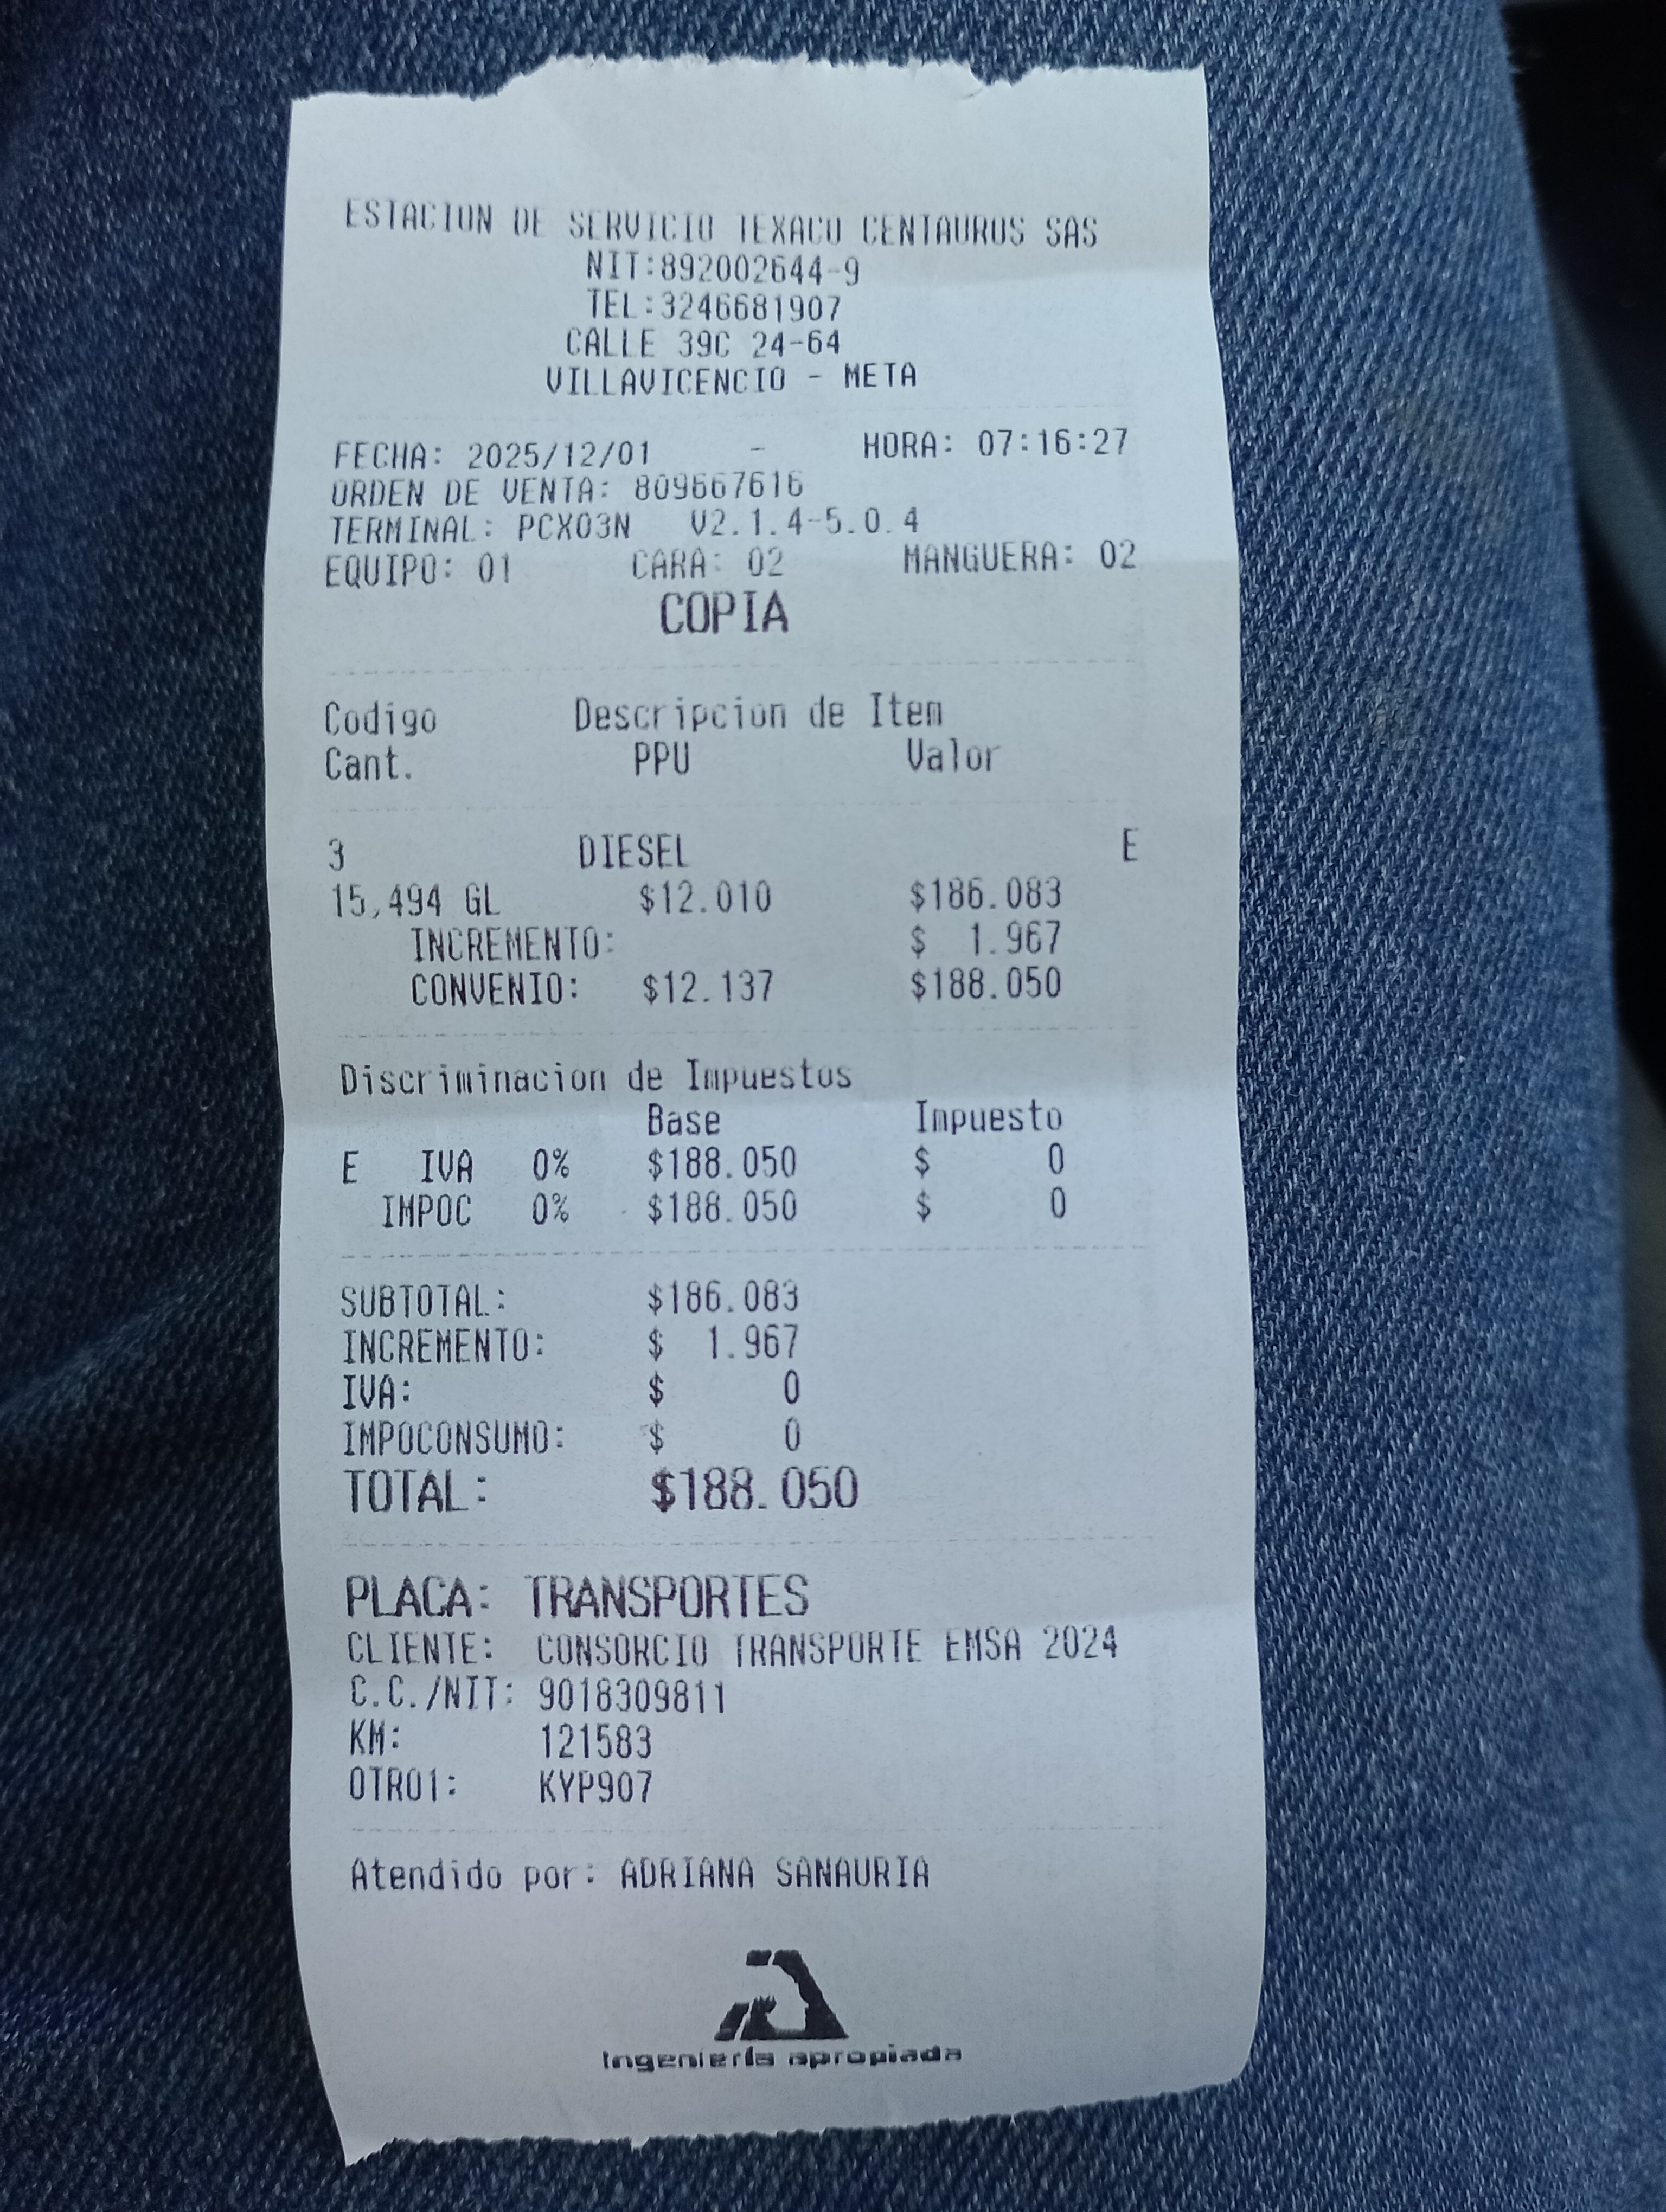 ESTACION DE SERVICIO TEXACO CENTAUROS SAS
NIT:892002644-9
TEL:3246681907
CALLE 39C 24-64
VILLAVICENCIO - META
FECHA: 2025/12/01 - HORA: 07:16:27
ORDEN DE VENTA: 809667616
TERMINAL: PCX03N V2.1.4-5.0.4
EQUIPO: 01 CARA: 02 MANGUERA: 02
COPIA
Codigo Descripcion de Item
Cant. PPU Valor
3 DIESEL E
15,494 GL $12.010 $186.083
INCREMENTO: $ 1.967
CONVENIO: $12.137 $188.050
Discriminacion de Impuestos
Base Impuesto
E IVA 0% $188.050 $ 0
IMPOC 0% $188.050 $ 0
SUBTOTAL: $186.083
INCREMENTO: $ 1.967
IVA: $ 0
IMPOCONSUMO: $ 0
TOTAL: $188.050
PLACA: TRANSPORTES
CLIENTE: CONSORCIO TRANSPORTE EMSA 2024
C.C./NIT: 9018309811
KM: 121583
OTRO1: KYP907
Atendido por: ADRIANA SANAURIA
Ingeniería apropiada